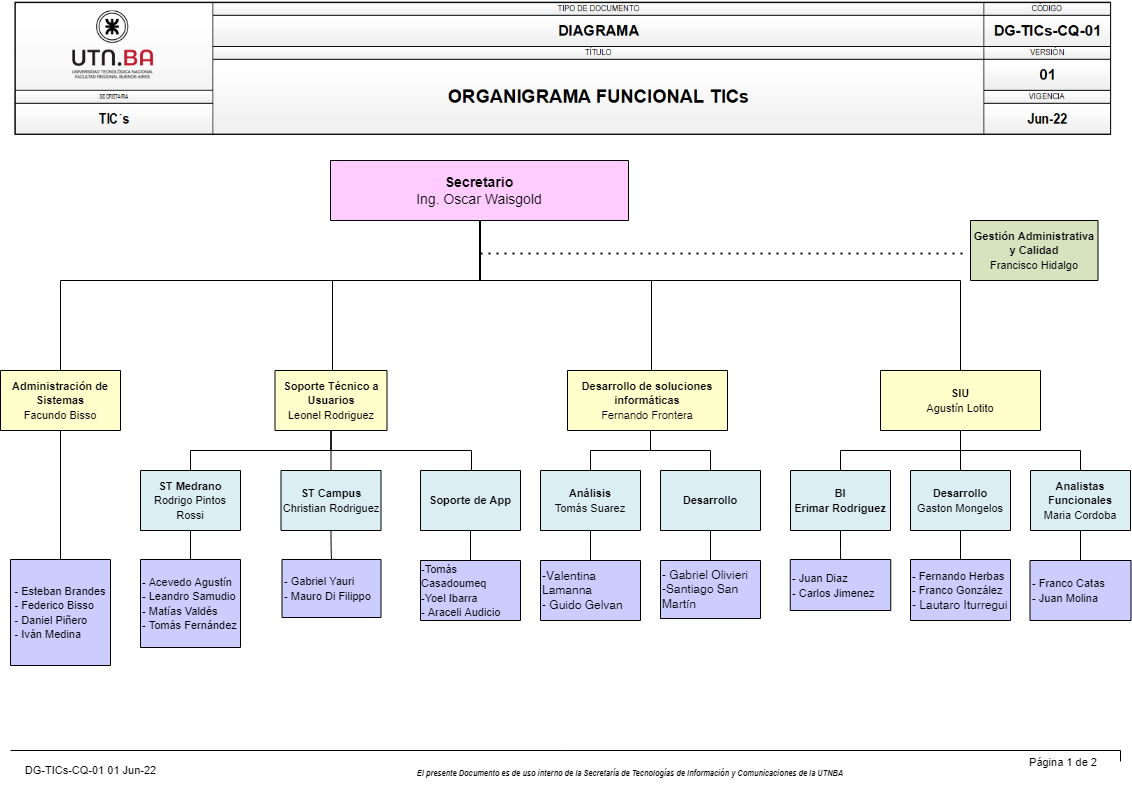 UTN.BA
UNIVERSIDAD TECNOLÓGICA NACIONAL
FACULTAD REGIONAL BUENOS AIRES
SECRETARIA
TIC´s
TIPO DE DOCUMENTO
DIAGRAMA
TÍTULO
ORGANIGRAMA FUNCIONAL TICs
CÓDIGO
DG-TICs-CQ-01
VERSIÓN
01
VIGENCIA
Jun-22
Secretario
Ing. Oscar Waisgold
Gestión Administrativa
y Calidad
Francisco Hidalgo
Administración de
Sistemas
Facundo Bisso
Soporte Técnico a
Usuarios
Leonel Rodriguez
Desarrollo de soluciones
informáticas
Fernando Frontera
SIU
Agustín Lotito
ST Medrano
Rodrigo Pintos
Rossi
ST Campus
Christian Rodriguez
Soporte de App
Análisis
Tomás Suarez
Desarrollo
BI
Erimar Rodriguez
Desarrollo
Gaston Mongelos
Analistas
Funcionales
Maria Cordoba
- Esteban Brandes
- Federico Bisso
- Daniel Piñero
- Iván Medina
- Acevedo Agustín
- Leandro Samudio
- Matías Valdés
- Tomás Fernández
- Gabriel Yauri
- Mauro Di Filippo
-Tomás
Casadoumeq
-Yoel Ibarra
- Araceli Audicio
-Valentina
Lamanna
- Guido Gelvan
- Gabriel Olivieri
-Santiago San
Martín
- Juan Diaz
- Carlos Jimenez
- Fernando Herbas
- Franco González
- Lautaro Iturregui
- Franco Catas
- Juan Molina
DG-TICs-CQ-01 01 Jun-22
El presente Documento es de uso interno de la Secretaría de Tecnologías de Información y Comunicaciones de la UTNBA
Página 1 de 2